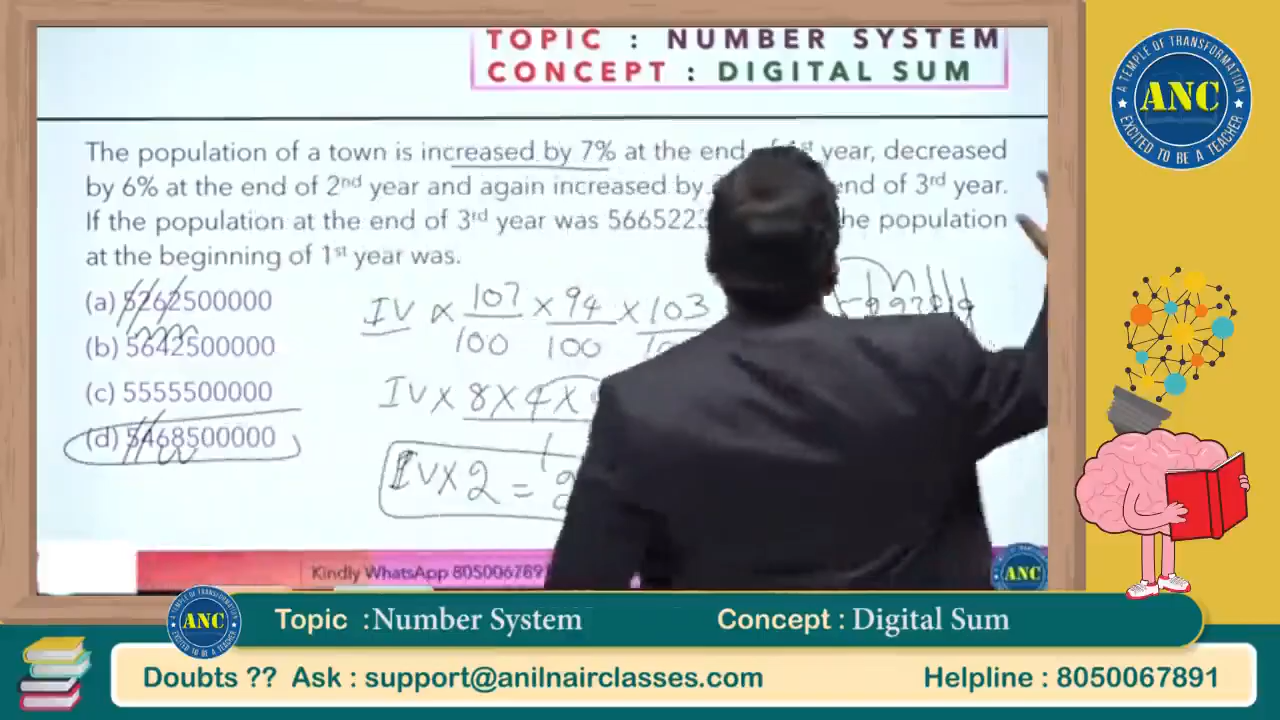 TOPIC : NUMBER SYSTEM
CONCEPT : DIGITAL SUM
A TEMPLE OF TRANSFORMATION
ANC
EXCITED TO BE A TEACHER
The population of a town is increased by 7% at the end year, decreased
by 6% at the end of 2nd year and again increased by end of 3rd year.
If the population at the end of 3rd year was 5665223 the population
at the beginning of 1st year was.
(a) 5262500000
(b) 5642500000
(c) 5555500000
(d) 5468500000
IV × 107/100 × 94/100 × 103
IV × 8 × 4 ×
IV × 2 =
Kindly WhatsApp 805006789
ANC
ANC
Topic : Number System Concept : Digital Sum
Doubts ?? Ask : support@anilnairclasses.com Helpline : 8050067891